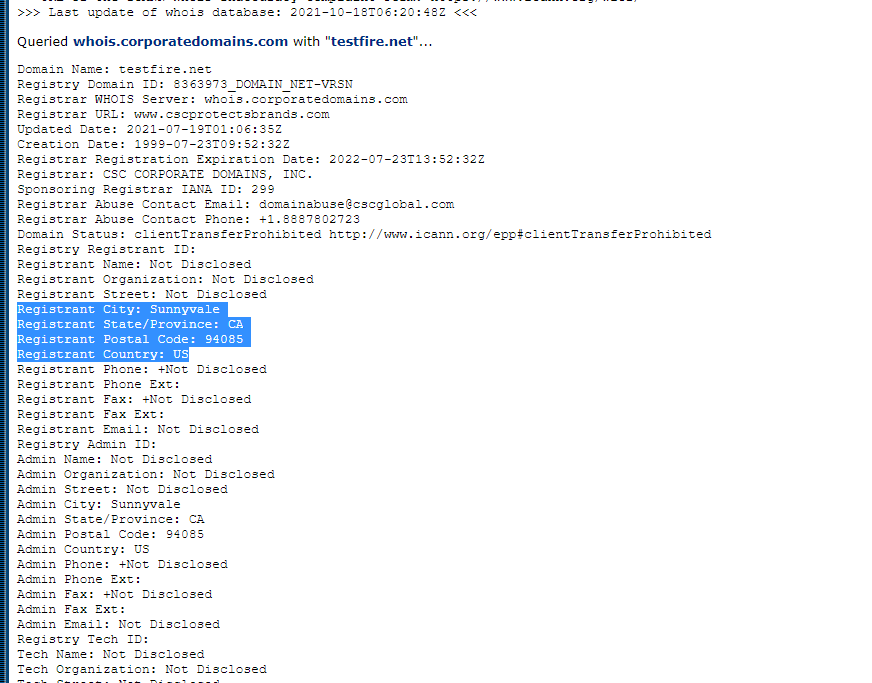 >>> Last update of whois database: 2021-10-18T06:20:48Z <<<
Queried whois.corporatedomains.com with "testfire.net"...
Domain Name: testfire.net
Registry Domain ID: 8363973_DOMAIN_NET-VRSN
Registrar WHOIS Server: whois.corporatedomains.com
Registrar URL: www.cscprotectsbrands.com
Updated Date: 2021-07-19T01:06:35Z
Creation Date: 1999-07-23T09:52:32Z
Registrar Registration Expiration Date: 2022-07-23T13:52:32Z
Registrar: CSC CORPORATE DOMAINS, INC.
Sponsoring Registrar IANA ID: 299
Registrar Abuse Contact Email: domainabuse@cscglobal.com
Registrar Abuse Contact Phone: +1.8887802723
Domain Status: clientTransferProhibited http://www.icann.org/epp#clientTransferProhibited
Registry Registrant ID:
Registrant Name: Not Disclosed
Registrant Organization: Not Disclosed
Registrant Street: Not Disclosed
Registrant City: Sunnyvale
Registrant State/Province: CA
Registrant Postal Code: 94085
Registrant Country: US
Registrant Phone: +Not Disclosed
Registrant Phone Ext:
Registrant Fax: +Not Disclosed
Registrant Fax Ext:
Registrant Email: Not Disclosed
Registry Admin ID:
Admin Name: Not Disclosed
Admin Organization: Not Disclosed
Admin Street: Not Disclosed
Admin City: Sunnyvale
Admin State/Province: CA
Admin Postal Code: 94085
Admin Country: US
Admin Phone: +Not Disclosed
Admin Phone Ext:
Admin Fax: +Not Disclosed
Admin Fax Ext:
Admin Email: Not Disclosed
Registry Tech ID:
Tech Name: Not Disclosed
Tech Organization: Not Disclosed
Tech Street: Not Disclosed